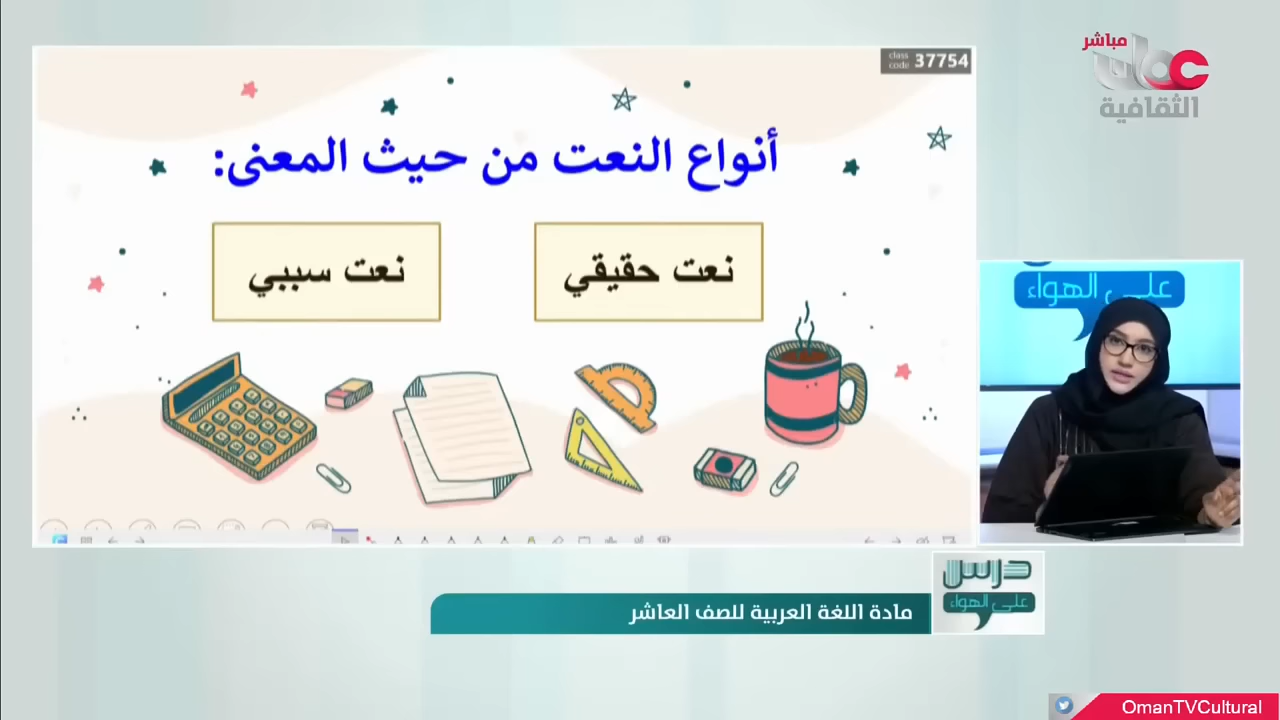 مباشر
الثقافية
class code 37754
أنواع النعت من حيث المعنى:
نعت حقيقي
نعت سببي
على الهواء
درس
على الهواء
مادة اللغة العربية للصف العاشر
OmanTVCultural